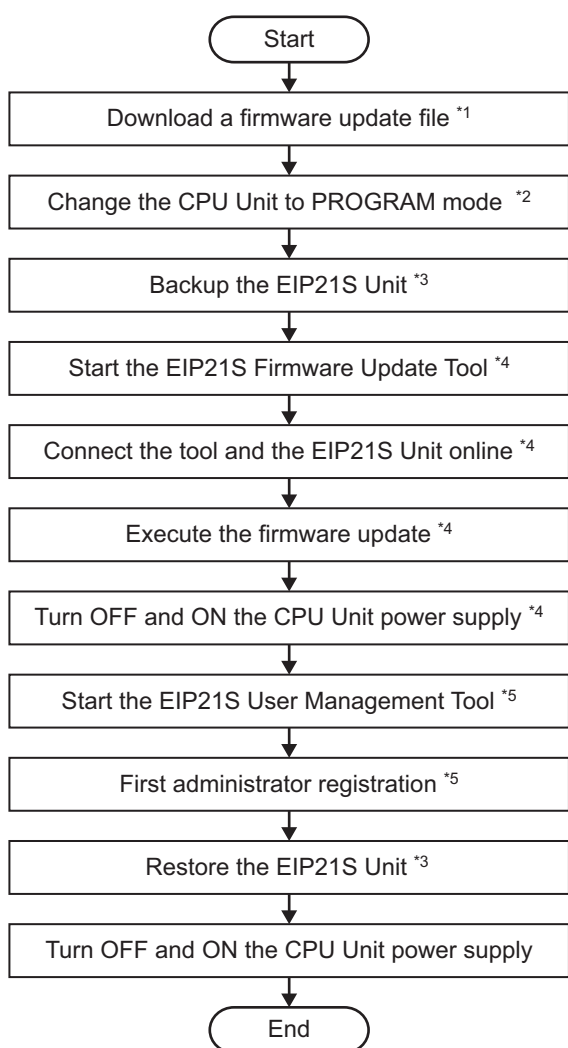 Start
Download a firmware update file *1
Change the CPU Unit to PROGRAM mode *2
Backup the EIP21S Unit *3
Start the EIP21S Firmware Update Tool *4
Connect the tool and the EIP21S Unit online *4
Execute the firmware update *4
Turn OFF and ON the CPU Unit power supply *4
Start the EIP21S User Management Tool *5
First administrator registration *5
Restore the EIP21S Unit *3
Turn OFF and ON the CPU Unit power supply
End